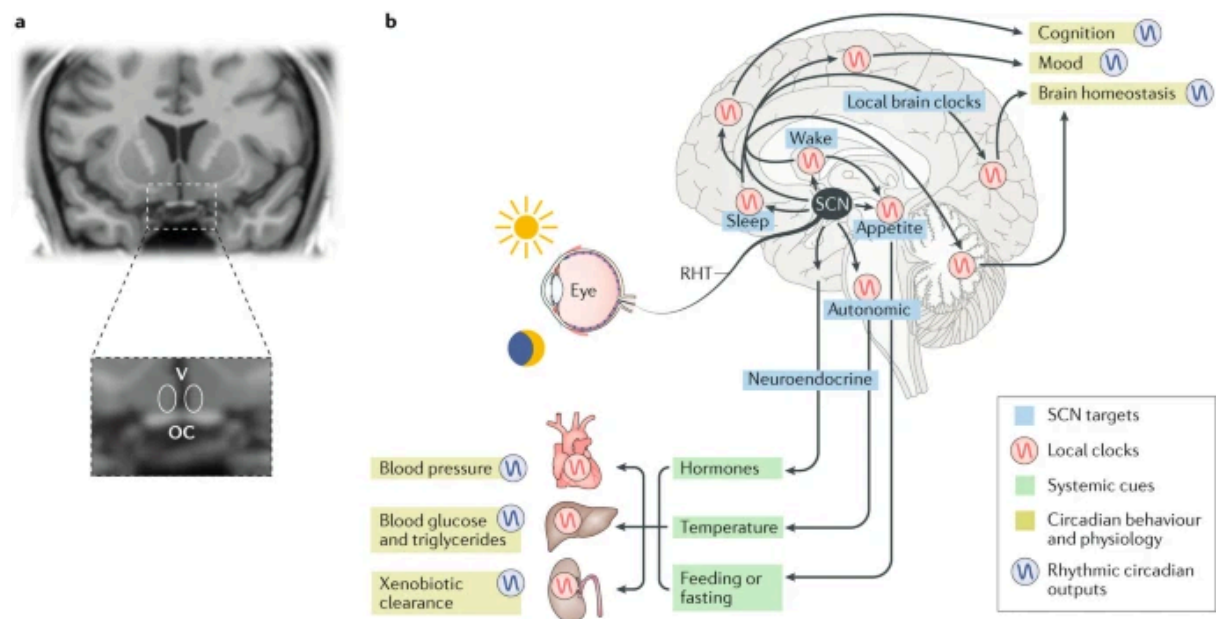 a
V
OC
b
Cognition
Mood
Brain homeostasis
Local brain clocks
Wake
SCN
Sleep
Appetite
RHT
Eye
Autonomic
Neuroendocrine
Blood pressure
Hormones
Blood glucose
and triglycerides
Temperature
Xenobiotic
clearance
Feeding or
fasting
SCN targets
Local clocks
Systemic cues
Circadian behaviour
and physiology
Rhythmic circadian
outputs